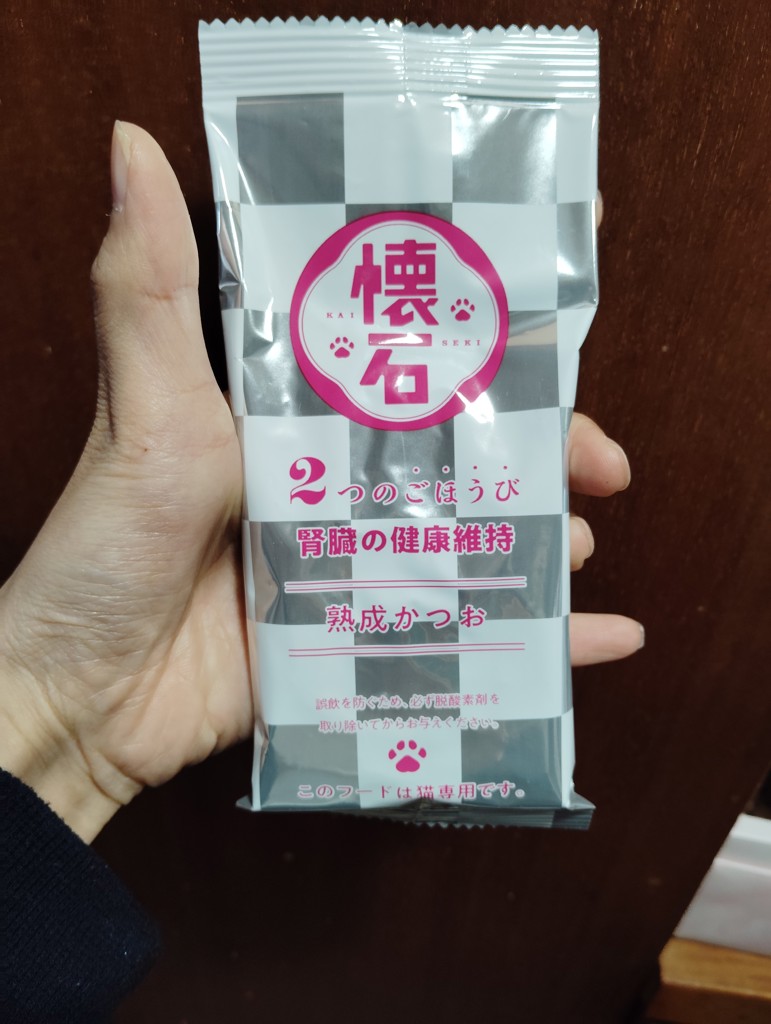 懐石
KAI
SEKI
2つのごほうび
腎臓の健康維持
熟成かつお
誤飲を防ぐため、必ず脱酸素剤を
取り除いてからお与えください。
このフードは猫専用です。